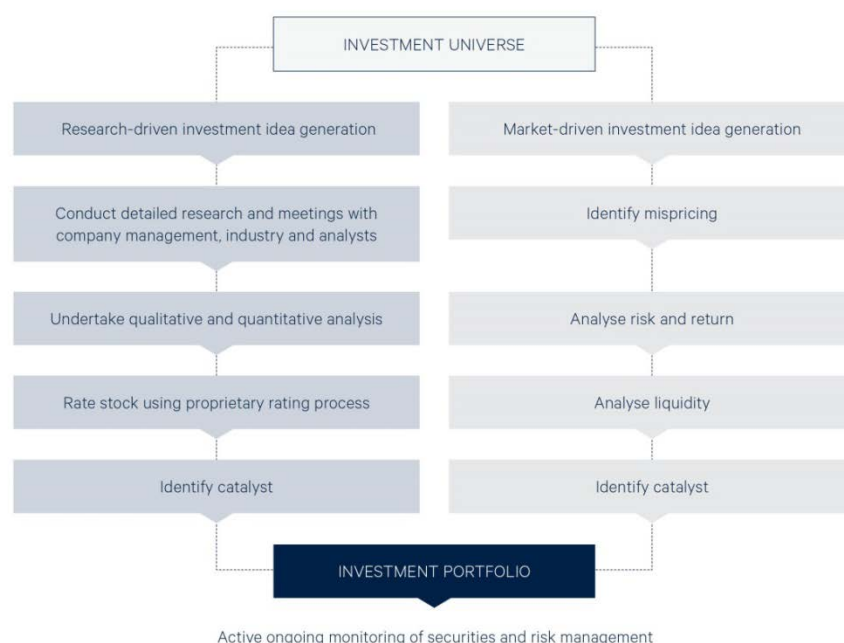 INVESTMENT UNIVERSE
Research-driven investment idea generation
Conduct detailed research and meetings with
company management, industry and analysts
Undertake qualitative and quantitative analysis
Rate stock using proprietary rating process
Identify catalyst
Market-driven investment idea generation
Identify mispricing
Analyse risk and return
Analyse liquidity
Identify catalyst
INVESTMENT PORTFOLIO
Active ongoing monitoring of securities and risk management